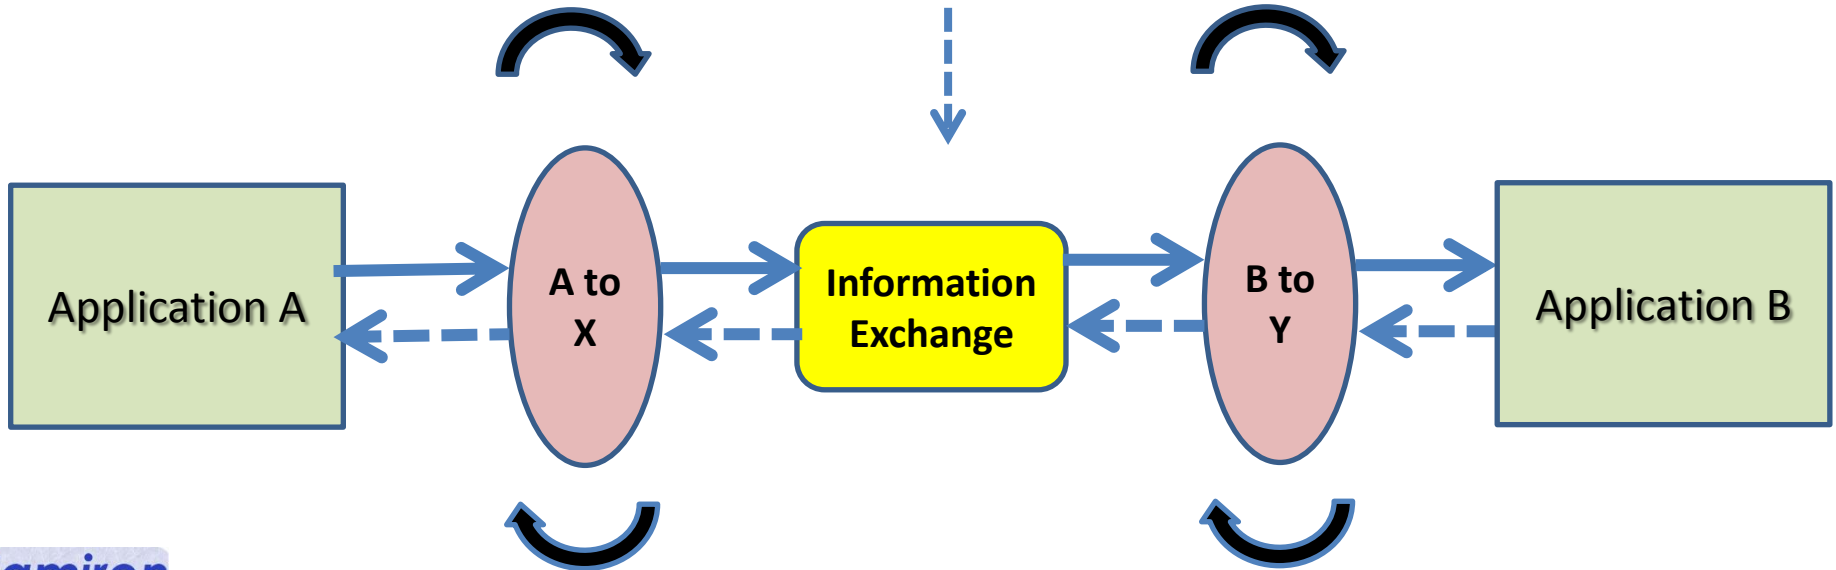 Application A
A to
X
Information
Exchange
B to
Y
Application B